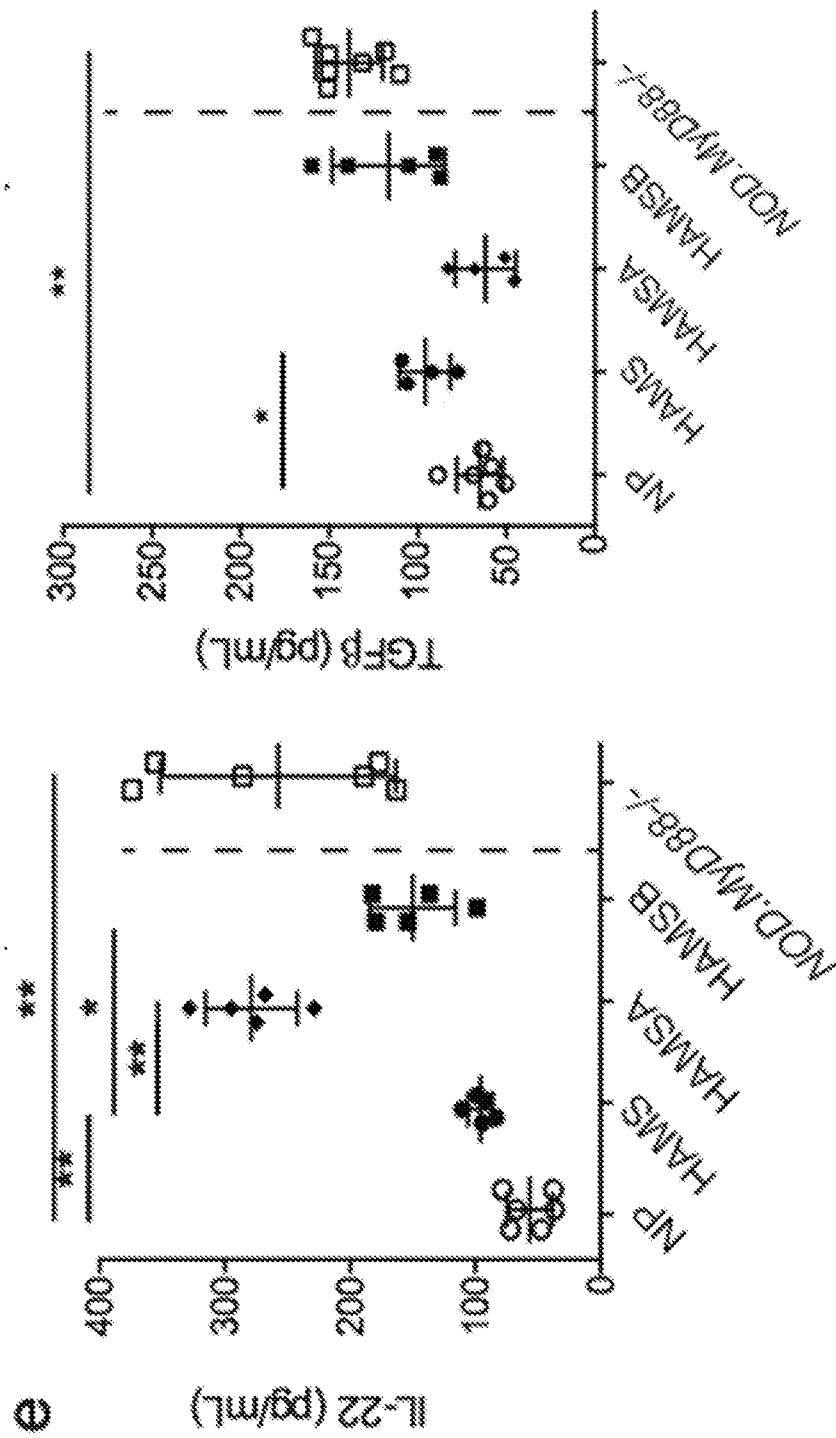 e
IL-22 (pg/mL)
400
300
200
100
0
**
**
*
**
NP
HAMS
HAMSA
HAMSB
NOD.MyD88-/-
TGFβ (pg/mL)
300
250
200
150
100
50
0
**
*
NP
HAMS
HAMSA
HAMSB
NOD.MyD88-/-